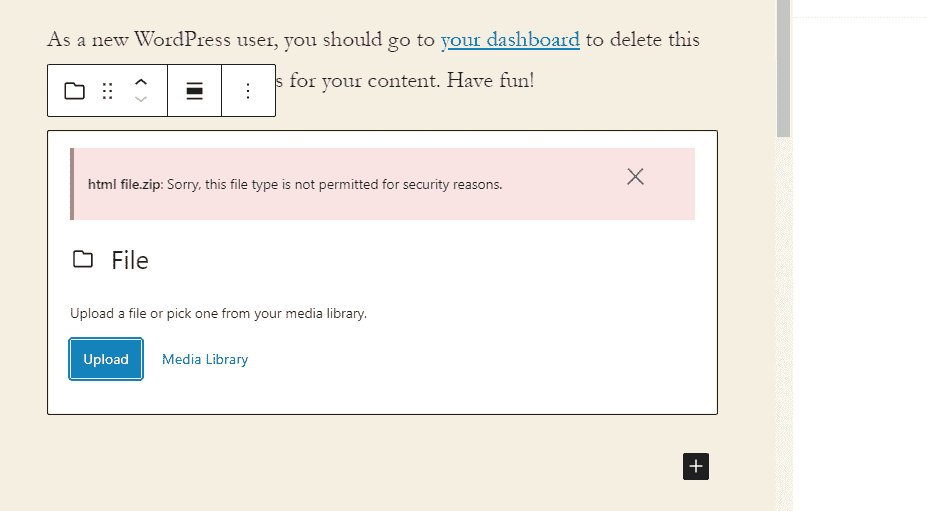 As a new WordPress user, you should go to your dashboard to delete this
s for your content. Have fun!
html file.zip: Sorry, this file type is not permitted for security reasons.
File
Upload a file or pick one from your media library.
Upload Media Library